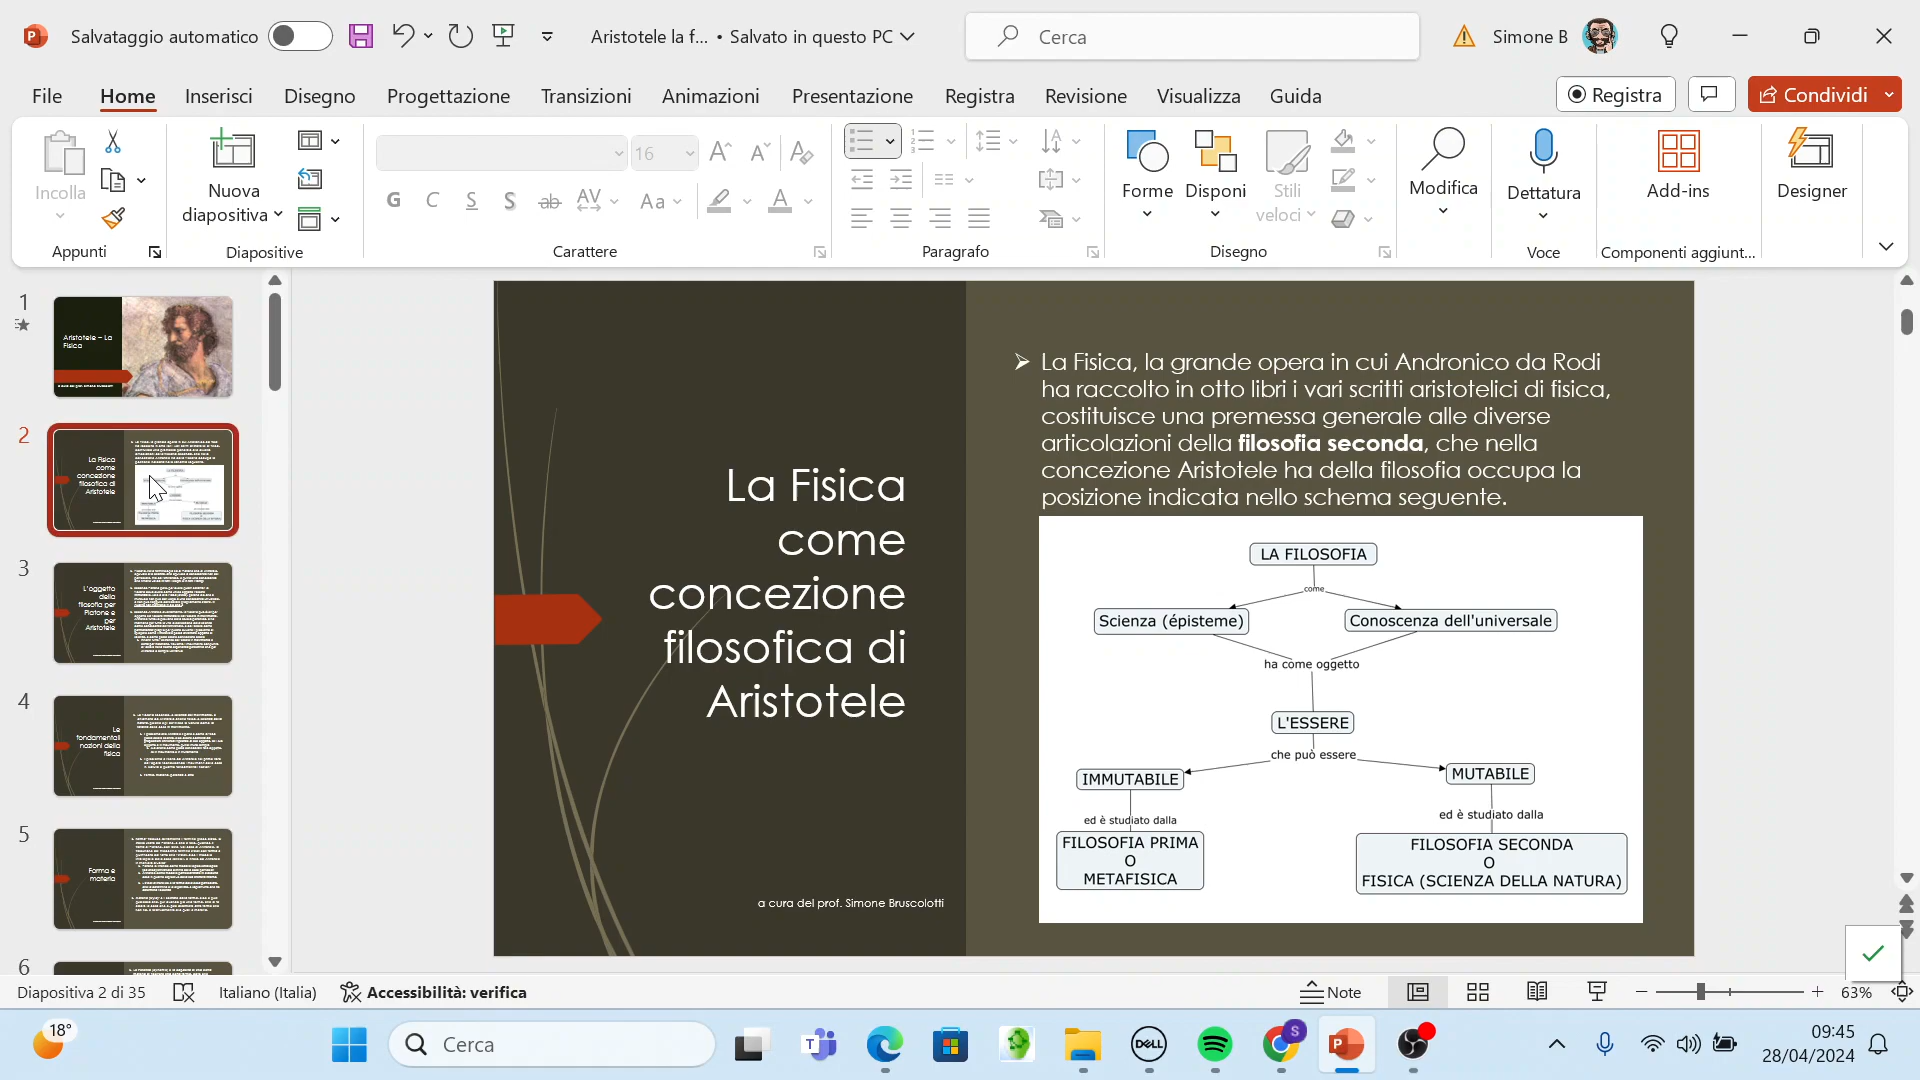 Salvataggio automatico
Aristotele la f... • Salvato in questo PC
Cerca
Simone B
File Home Inserisci Disegno Progettazione Transizioni Animazioni Presentazione Registra Revisione Visualizza Guida
Registra
Condividi
Incolla
Nuova
diapositiva
16
G C S S ab AV Aa A
Forme
Disponi
Stili
veloci
Modifica
Dettatura
Add-ins
Designer
Appunti
Diapositive
Carattere
Paragrafo
Disegno
Voce
Componenti aggiunt...
1
Aristotele – La
Fisica
2
La Fisica
come
concezione
filosofica di
Aristotele
3
L'oggetto
della
filosofia per
Platone e
per
Aristotele
4
Le
fondamentali
nozioni della
fisica
5
Forma e
materia
6
La Fisica
come
concezione
filosofica di
Aristotele
a cura del prof. Simone Bruscolotti
La Fisica, la grande opera in cui Andronico da Rodi
ha raccolto in otto libri i vari scritti aristotelici di fisica,
costituisce una premessa generale alle diverse
articolazioni della filosofia seconda, che nella
concezione Aristotele ha della filosofia occupa la
posizione indicata nello schema seguente.
LA FILOSOFIA
come
Scienza (épisteme)
Conoscenza dell'universale
ha come oggetto
L'ESSERE
che può essere
IMMUTABILE
MUTABILE
ed è studiato dalla
ed è studiato dalla
FILOSOFIA PRIMA
O
METAFISICA
FILOSOFIA SECONDA
O
FISICA (SCIENZA DELLA NATURA)
Diapositiva 2 di 35
Italiano (Italia)
Accessibilità: verifica
Note
63%
18°
Cerca
DELL
S
09:45
28/04/2024